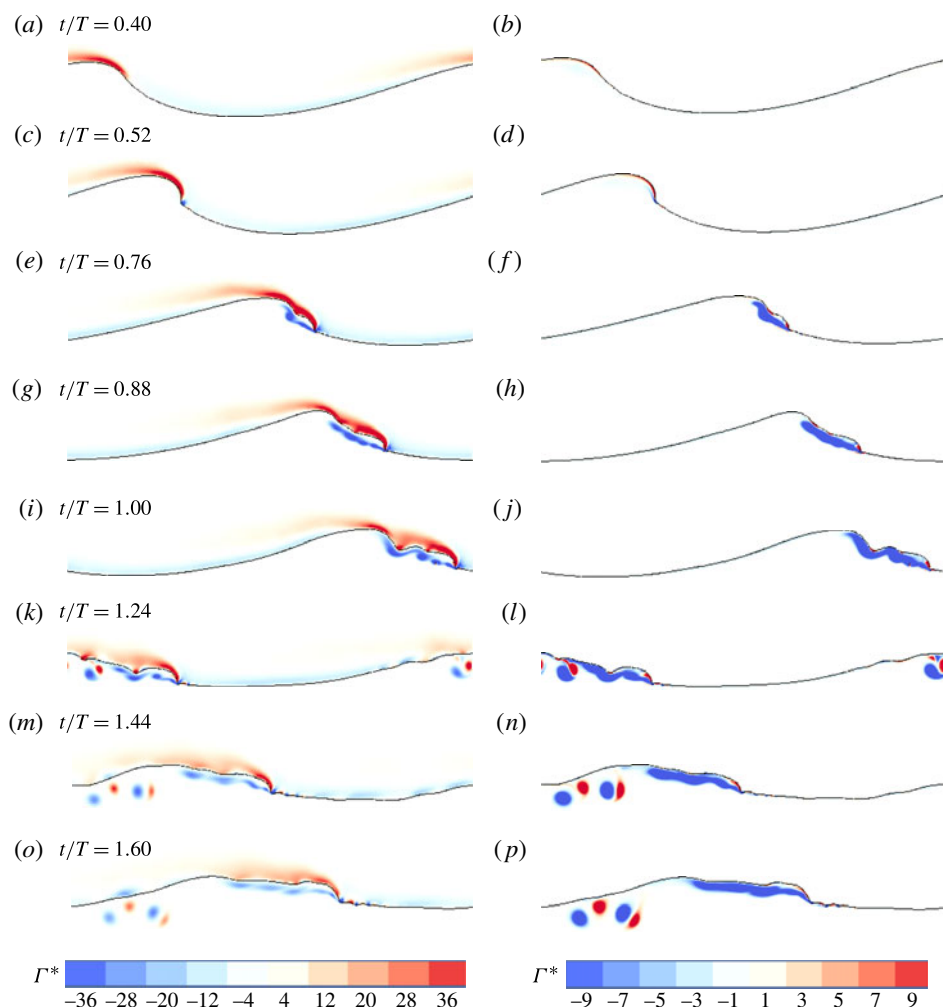 (a) t/T = 0.40 (b)
(c) t/T = 0.52 (d)
(e) t/T = 0.76 (f)
(g) t/T = 0.88 (h)
(i) t/T = 1.00 (j)
(k) t/T = 1.24 (l)
(m) t/T = 1.44 (n)
(o) t/T = 1.60 (p)
Γ* Γ*
−36 −28 −20 −12 −4 4 12 20 28 36 −9 −7 −5 −3 −1 1 3 5 7 9